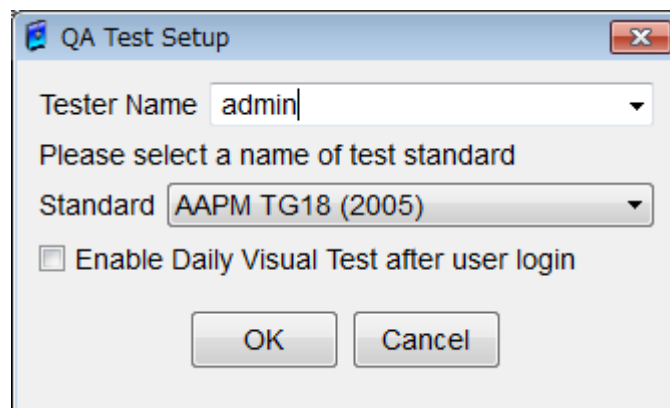 QA Test Setup
Tester Name admin
Please select a name of test standard
Standard AAPM TG18 (2005)
Enable Daily Visual Test after user login
OK Cancel